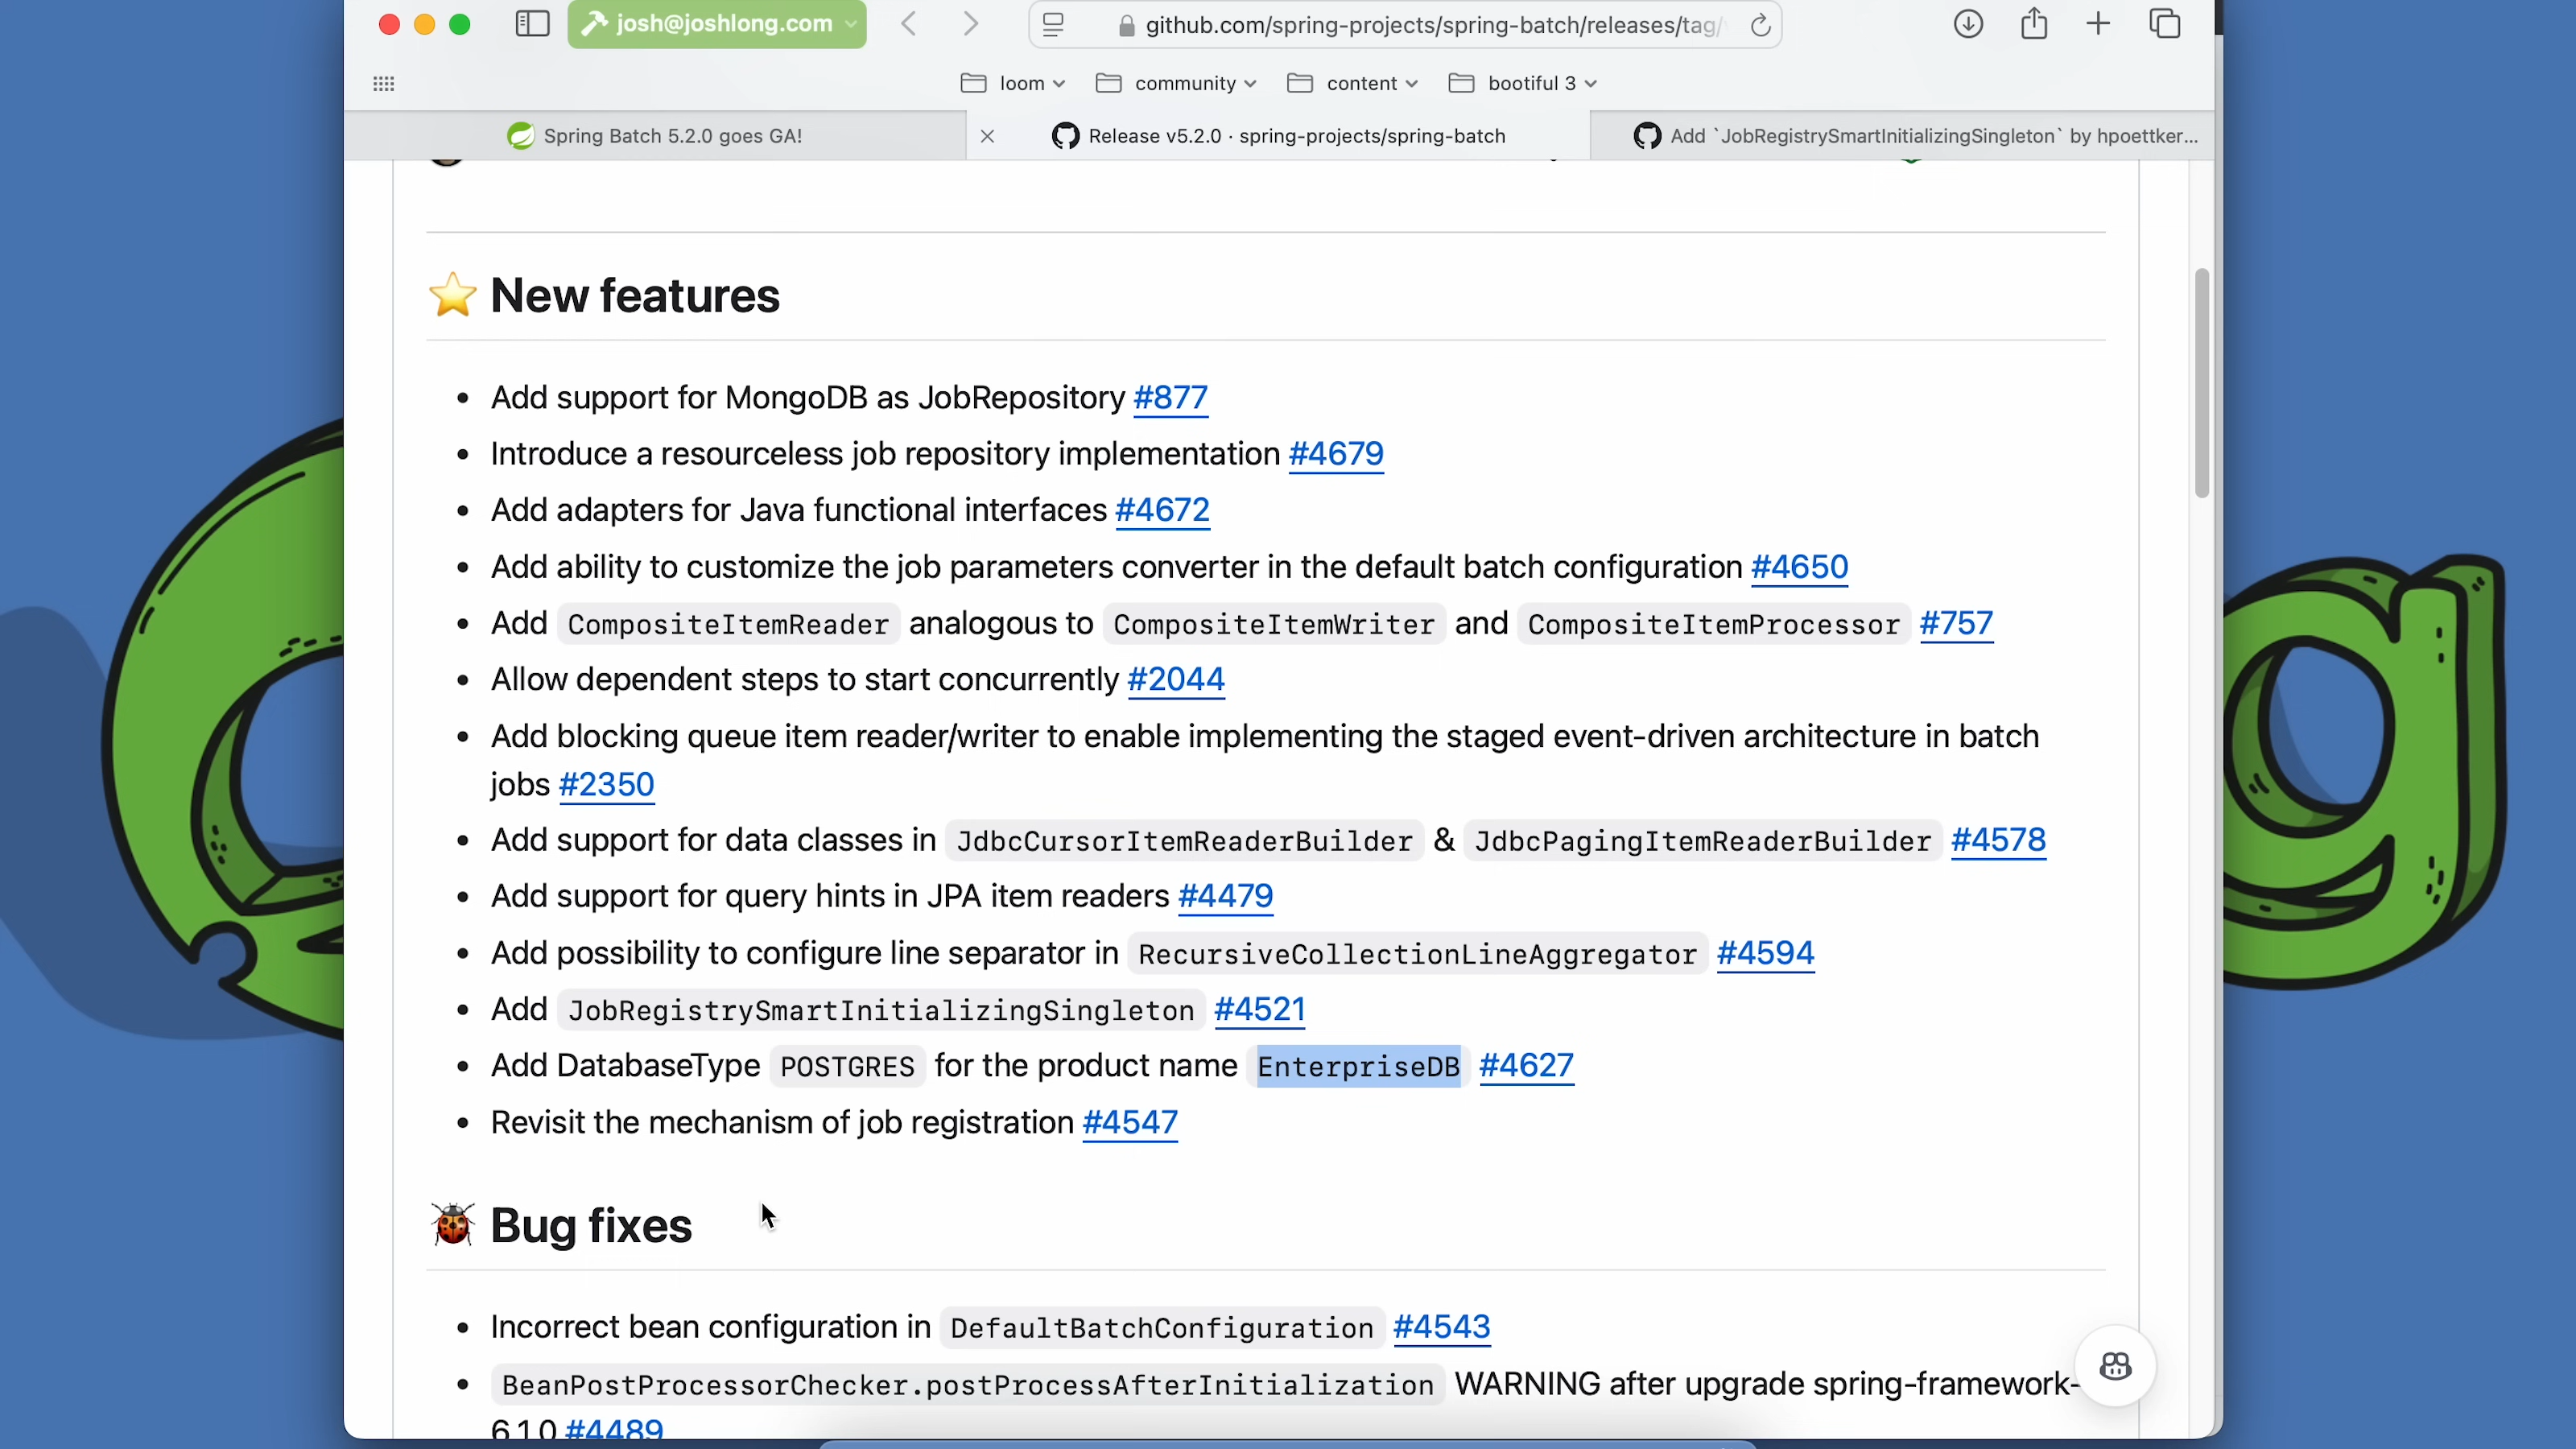 josh@joshlong.com
github.com/spring-projects/spring-batch/releases/tag/
loom
community
content
bootiful 3
Spring Batch 5.2.0 goes GA!
Release v5.2.0 · spring-projects/spring-batch
Add `JobRegistrySmartInitializingSingleton` by hpoettker...
New features
• Add support for MongoDB as JobRepository #877
• Introduce a resourceless job repository implementation #4679
• Add adapters for Java functional interfaces #4672
• Add ability to customize the job parameters converter in the default batch configuration #4650
• Add CompositeItemReader analogous to CompositeItemWriter and CompositeItemProcessor #757
• Allow dependent steps to start concurrently #2044
• Add blocking queue item reader/writer to enable implementing the staged event-driven architecture in batch
jobs #2350
• Add support for data classes in JdbcCursorItemReaderBuilder & JdbcPagingItemReaderBuilder #4578
• Add support for query hints in JPA item readers #4479
• Add possibility to configure line separator in RecursiveCollectionLineAggregator #4594
• Add JobRegistrySmartInitializingSingleton #4521
• Add DatabaseType POSTGRES for the product name EnterpriseDB #4627
• Revisit the mechanism of job registration #4547
Bug fixes
• Incorrect bean configuration in DefaultBatchConfiguration #4543
• BeanPostProcessorChecker.postProcessAfterInitialization WARNING after upgrade spring-framework-
6.1.0 #4489
g